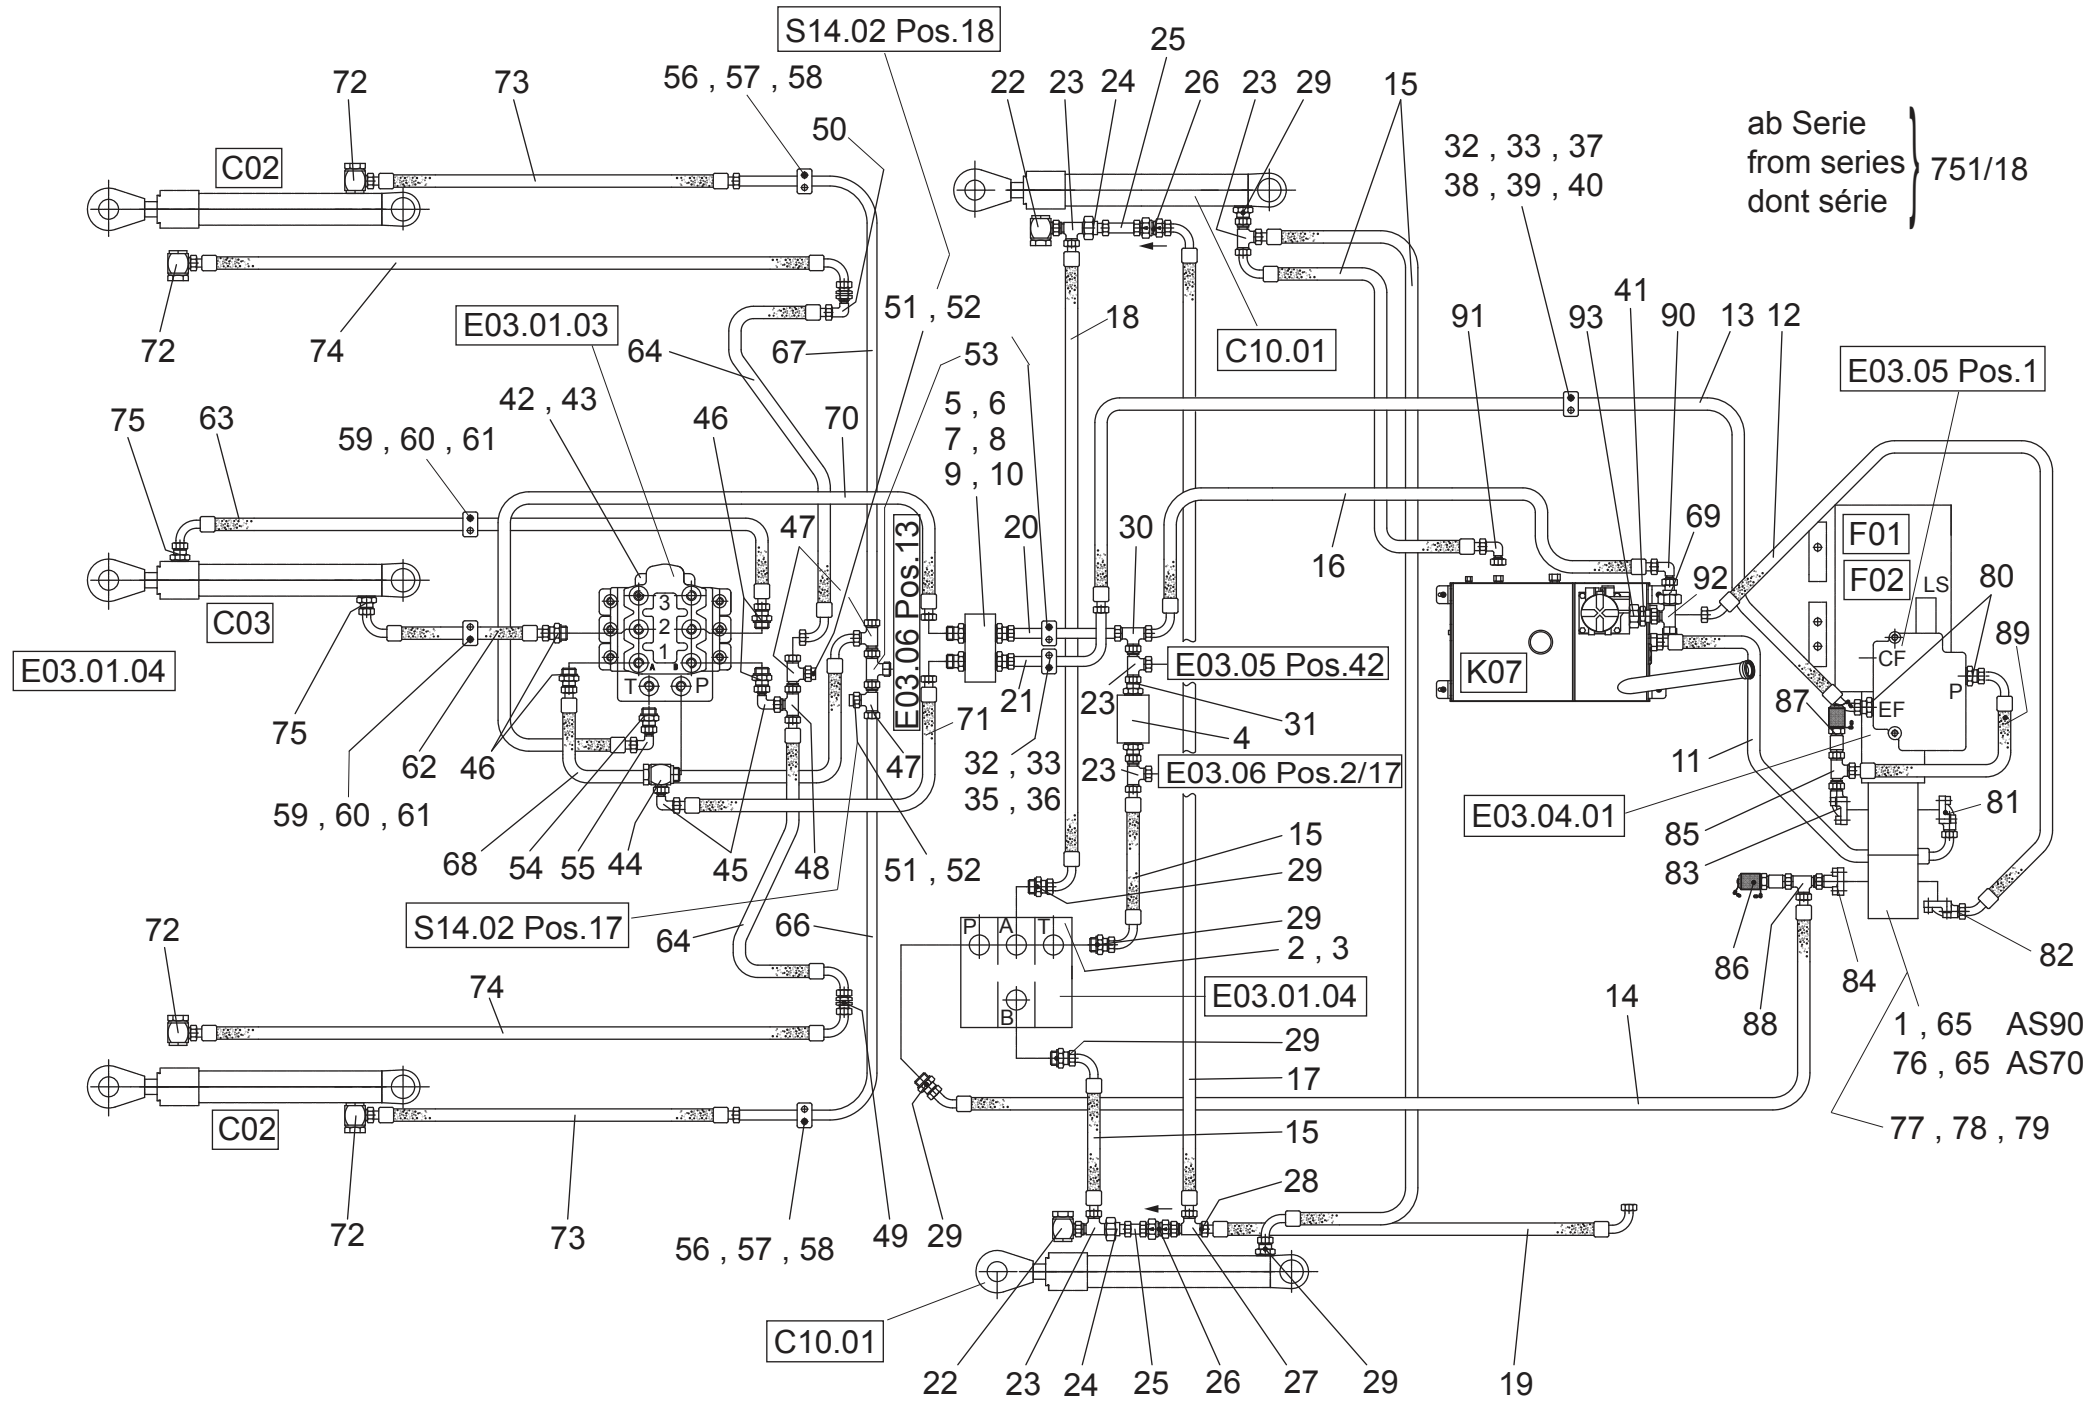 S14.02 Pos.18
25
72
73
56 , 57 , 58
22
23
24
26
23
29
15
ab Serie
from series
dont série
751/18
50
C02
32 , 33 , 37
38 , 39 , 40
72
74
E03.01.03
64
67
51 , 52
53
18
C10.01
91
93
41
90
13
12
E03.05 Pos.1
75
63
59 , 60 , 61
42 , 43
46
70
5 , 6
7 , 8
9 , 10
47
E03.06 Pos.13
20
30
16
69
92
F01
F02
LS
80
89
C03
E03.01.04
3
2
1
A
B
T
P
CF
P
EF
K07
E03.05 Pos.42
23
31
4
21
71
87
75
62
46
47
32 , 33
35 , 36
23
E03.06 Pos.2/17
11
E03.04.01
81
59 , 60 , 61
68
54
55
44
45
48
51 , 52
15
29
85
83
S14.02 Pos.17
64
66
72
P
A
T
B
29
2 , 3
E03.01.04
86
88
84
82
74
14
1 , 65 AS90
76 , 65 AS70
77 , 78 , 79
29
17
C02
15
28
72
73
56 , 57 , 58
49
29
C10.01
22
23
24
25
26
27
29
19